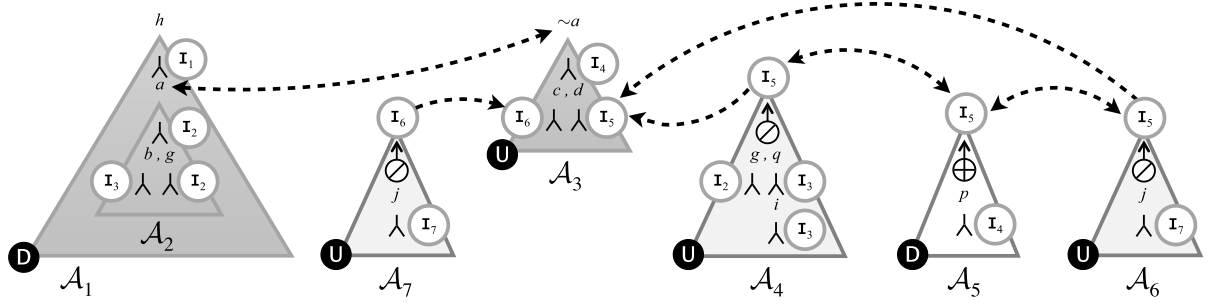 h
I₁
a
I₂
b , g
I₃
I₂
𝒜₂
D
𝒜₁
I₆
j
I₇
U
𝒜₇
~a
I₄
c , d
I₆
I₅
U
𝒜₃
I₅
g , q
I₂
I₃
i
I₃
U
𝒜₄
I₅
p
I₄
D
𝒜₅
I₅
j
I₇
U
𝒜₆